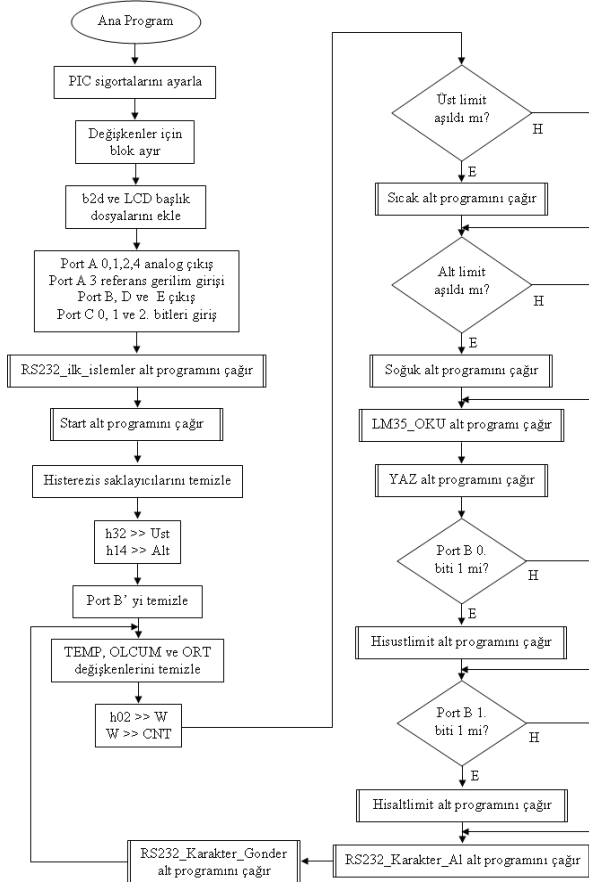 Ana Program
PIC sigortalarını ayarla
Değişkenler için
blok ayır
b2d ve LCD başlık
dosyalarını ekle
Port A 0,1,2,4 analog çıkış
Port A 3 referans gerilim girişi
Port B, D ve E çıkış
Port C 0, 1 ve 2. bitleri giriş
RS232_ilk_islemler alt programını çağır
Start alt programını çağır
Histerezis saklayıcılarını temizle
h32 >> Ust
h14 >> Alt
Port B' yi temizle
TEMP, OLCUM ve ORT
değişkenlerini temizle
h02 >> W
W >> CNT
Üst limit
aşıldı mı?
H
E
Sıcak alt programını çağır
Alt limit
aşıldı mı?
H
E
Soğuk alt programını çağır
LM35_OKU alt programı çağır
YAZ alt programını çağır
Port B 0.
biti 1 mi?
H
E
Hisustlimit alt programını çağır
Port B 1.
biti 1 mi?
H
E
Hisaltlimit alt programını çağır
RS232_Karakter_Al alt programını çağır
RS232_Karakter_Gonder
alt programını çağır